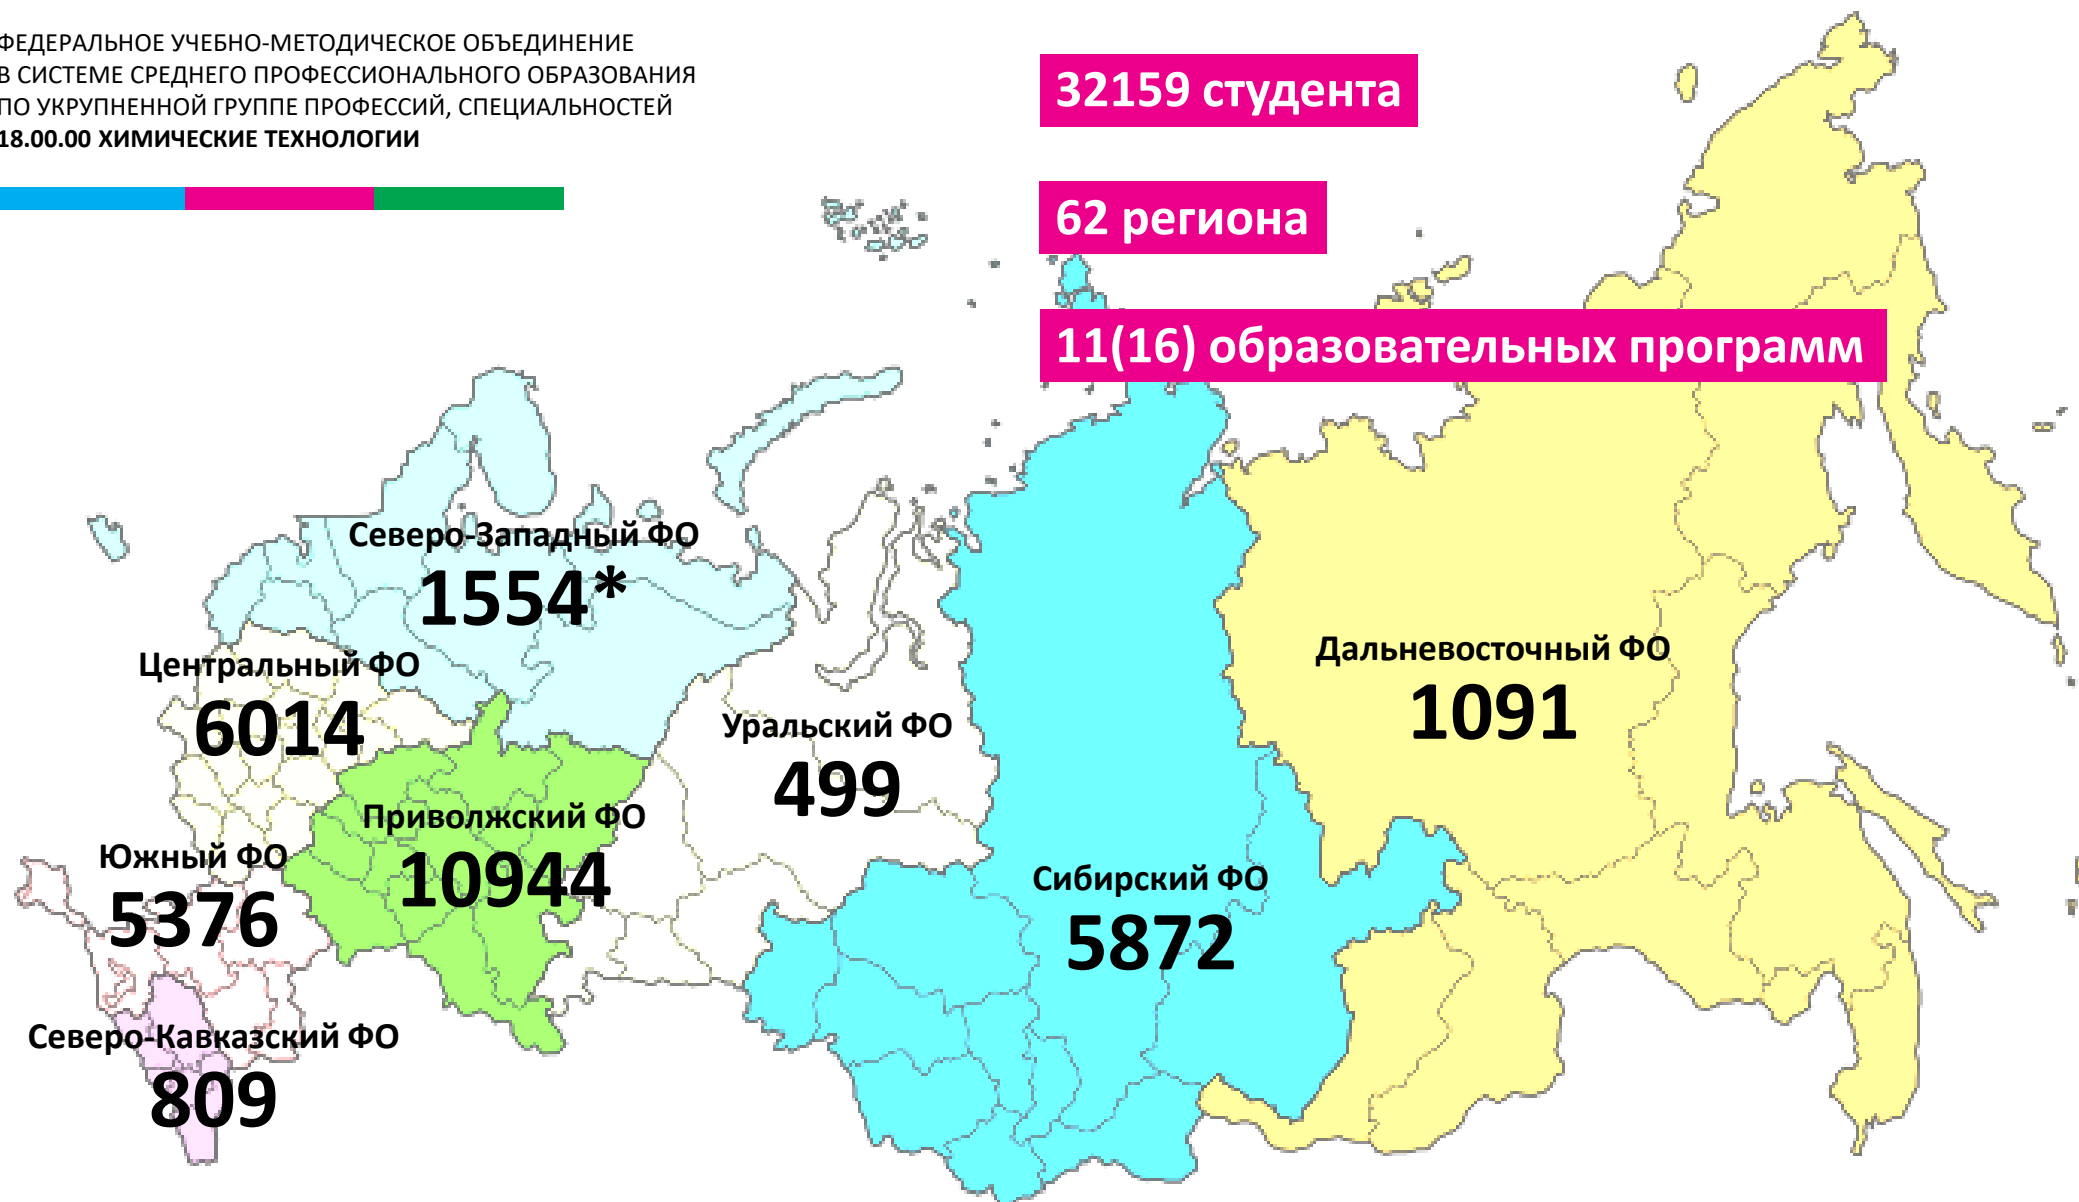 ФЕДЕРАЛЬНОЕ УЧЕБНО-МЕТОДИЧЕСКОЕ ОБЪЕДИНЕНИЕ
В СИСТЕМЕ СРЕДНЕГО ПРОФЕССИОНАЛЬНОГО ОБРАЗОВАНИЯ
ПО УКРУПНЕННОЙ ГРУППЕ ПРОФЕССИЙ, СПЕЦИАЛЬНОСТЕЙ
18.00.00 ХИМИЧЕСКИЕ ТЕХНОЛОГИИ
32159 студента
62 региона
11(16) образовательных программ
Северо-Западный ФО
1554*
Центральный ФО
6014
Дальневосточный ФО
1091
Уральский ФО
499
Приволжский ФО
10944
Южный ФО
5376
Сибирский ФО
5872
Северо-Кавказский ФО
809